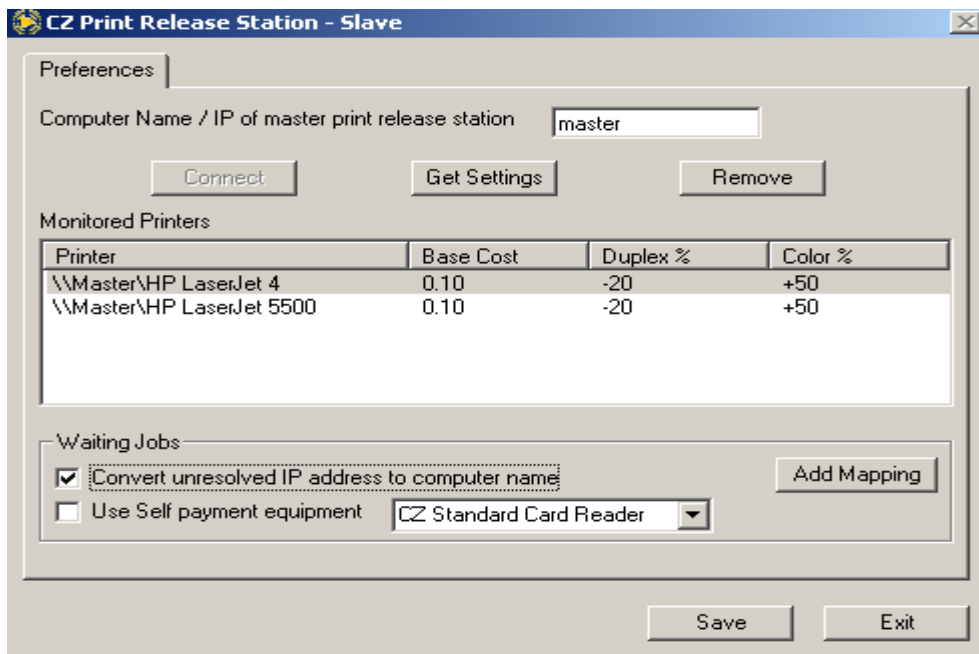 CZ Print Release Station - Slave
Preferences
Computer Name / IP of master print release station master
Connect Get Settings Remove
Monitored Printers
Printer Base Cost Duplex % Color %
\\Master\HP LaserJet 4 0.10 -20 +50
\\Master\HP LaserJet 5500 0.10 -20 +50
Waiting Jobs
Convert unresolved IP address to computer name Add Mapping
Use Self payment equipment CZ Standard Card Reader
Save Exit